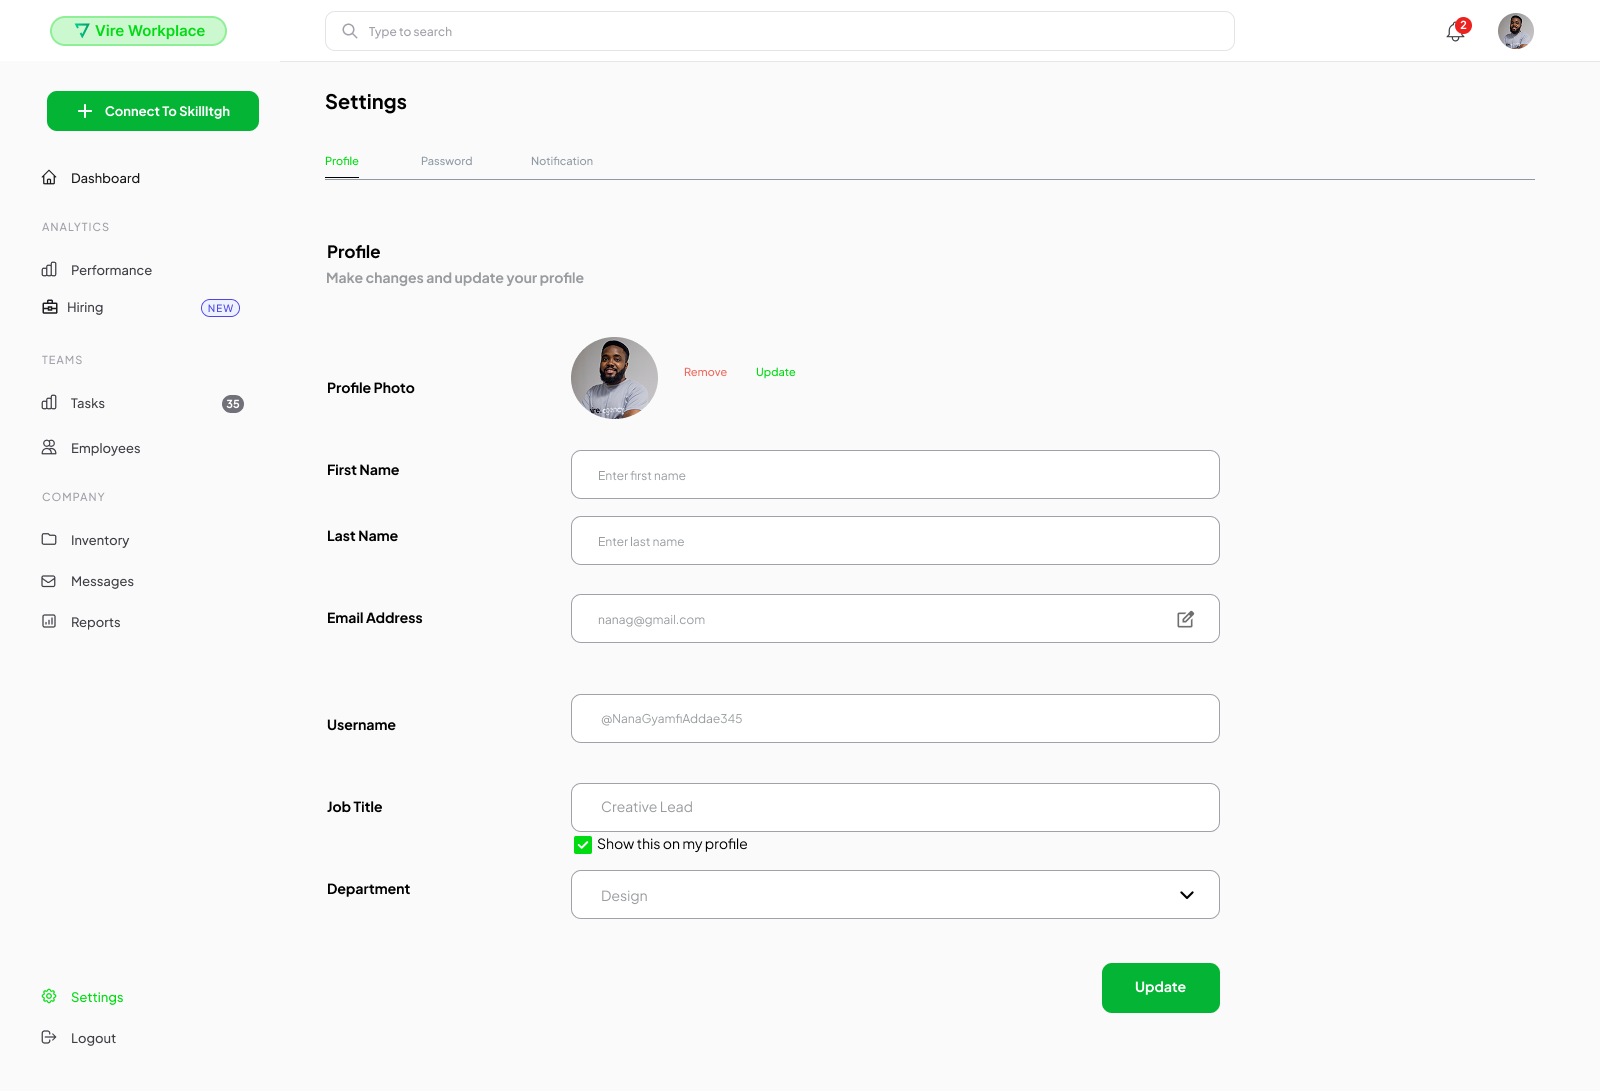 Vire Workplace
Type to search
2
Connect To Skillltgh
Dashboard
ANALYTICS
Performance
Hiring
NEW
TEAMS
Tasks
35
Employees
COMPANY
Inventory
Messages
Reports
Settings
Logout
Settings
Profile
Password
Notification
Profile
Make changes and update your profile
Profile Photo
Remove
Update
First Name
Enter first name
Last Name
Enter last name
Email Address
nanag@gmail.com
Username
@NanaGyamfiAddae345
Job Title
Creative Lead
Show this on my profile
Department
Design
Update